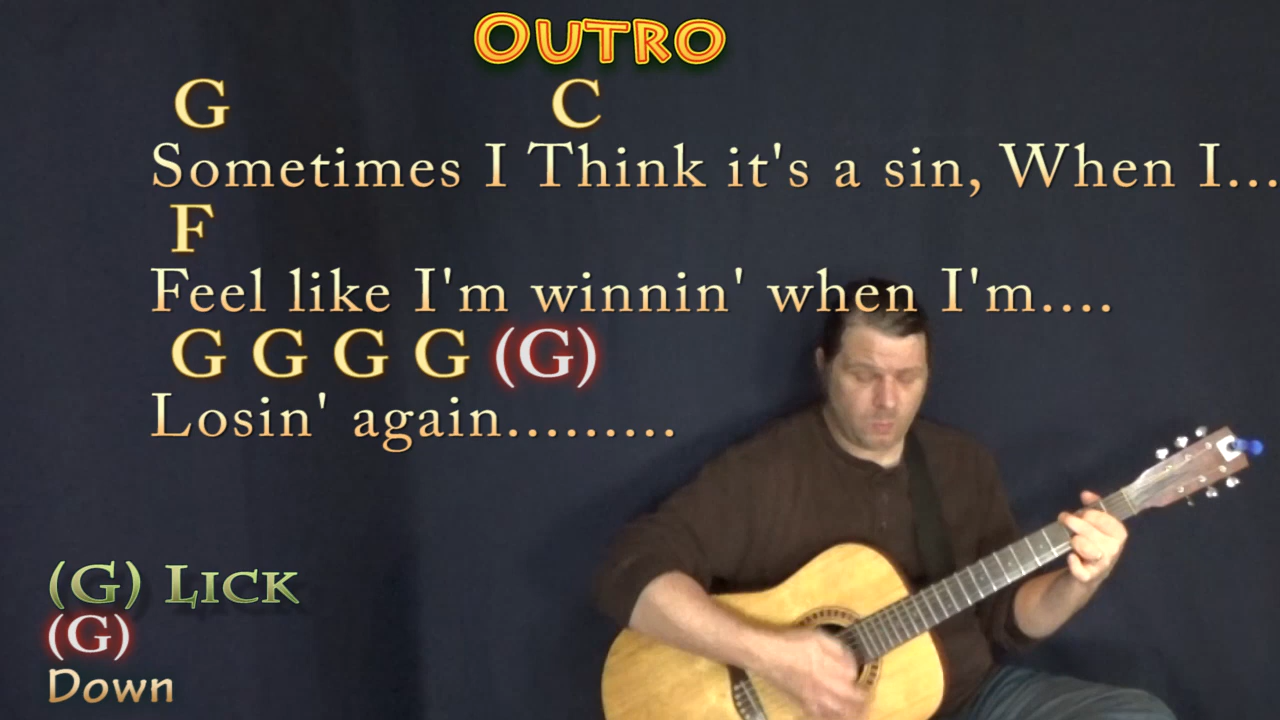 Outro
G C
Sometimes I Think it's a sin, When I...
F
Feel like I'm winnin' when I'm....
G G G G (G)
Losin' again.........
(G) Lick
(G)
Down